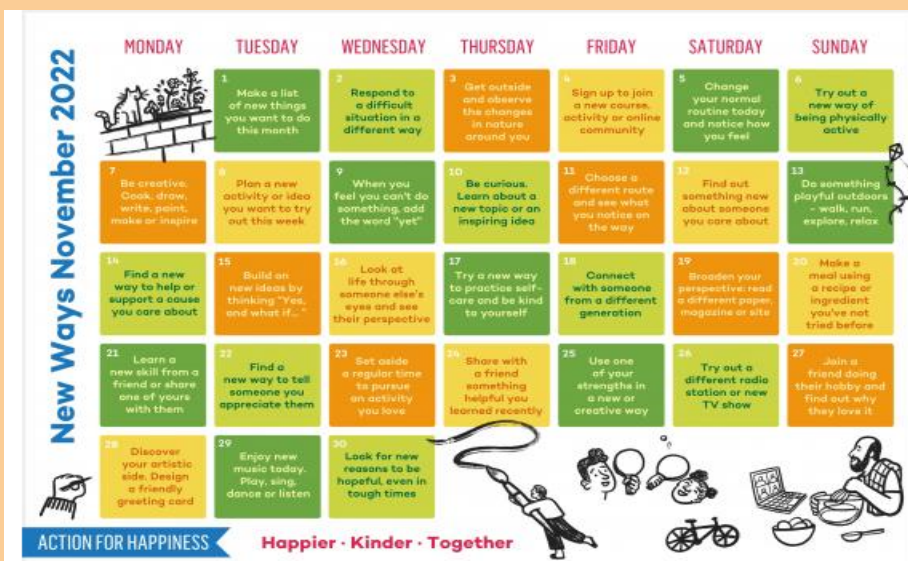 New Ways November 2022
MONDAY
TUESDAY
WEDNESDAY
THURSDAY
FRIDAY
SATURDAY
SUNDAY
1
Make a list
of new things
you want to do
this month
2
Respond to
a difficult
situation in a
different way
3
Get outside
and observe
the changes
in nature
around you
4
Sign up to join
a new course,
activity or online
community
5
Change
your normal
routine today
and notice how
you feel
6
Try out a
new way of
being physically
active
7
Be creative.
Cook, draw,
write, paint,
make or inspire
8
Plan a new
activity or idea
you want to try
out this week
9
When you
feel you can't do
something, add
the word "yet"
10
Be curious.
Learn about a
new topic or an
inspiring idea
11
Choose a
different route
and see what
you notice on
the way
12
Find out
something new
about someone
you care about
13
Do something
playful outdoors
- walk, run,
explore, relax
14
Find a new
way to help or
support a cause
you care about
15
Build on
new ideas by
thinking "Yes,
and what if..."
16
Look at
life through
someone else's
eyes and see
their perspective
17
Try a new way
to practice self-
care and be kind
to yourself
18
Connect
with someone
from a different
generation
19
Broaden your
perspective: read
a different paper,
magazine or site
20
Make a
meal using
a recipe or
ingredient
you've not
tried before
21
Learn a
new skill from a
friend or share
one of yours
with them
22
Find a
new way to tell
someone you
appreciate them
23
Set aside
a regular time
to pursue
an activity
you love
24
Share with
a friend
something
helpful you
learned recently
25
Use one
of your
strengths in
a new or
creative way
26
Try out a
different radio
station or new
TV show
27
Join a
friend doing
their hobby and
find out why
they love it
28
Discover
your artistic
side. Design
a friendly
greeting card
29
Enjoy new
music today.
Play, sing,
dance or listen
30
Look for new
reasons to be
hopeful, even in
tough times
ACTION FOR HAPPINESS
Happier · Kinder · Together